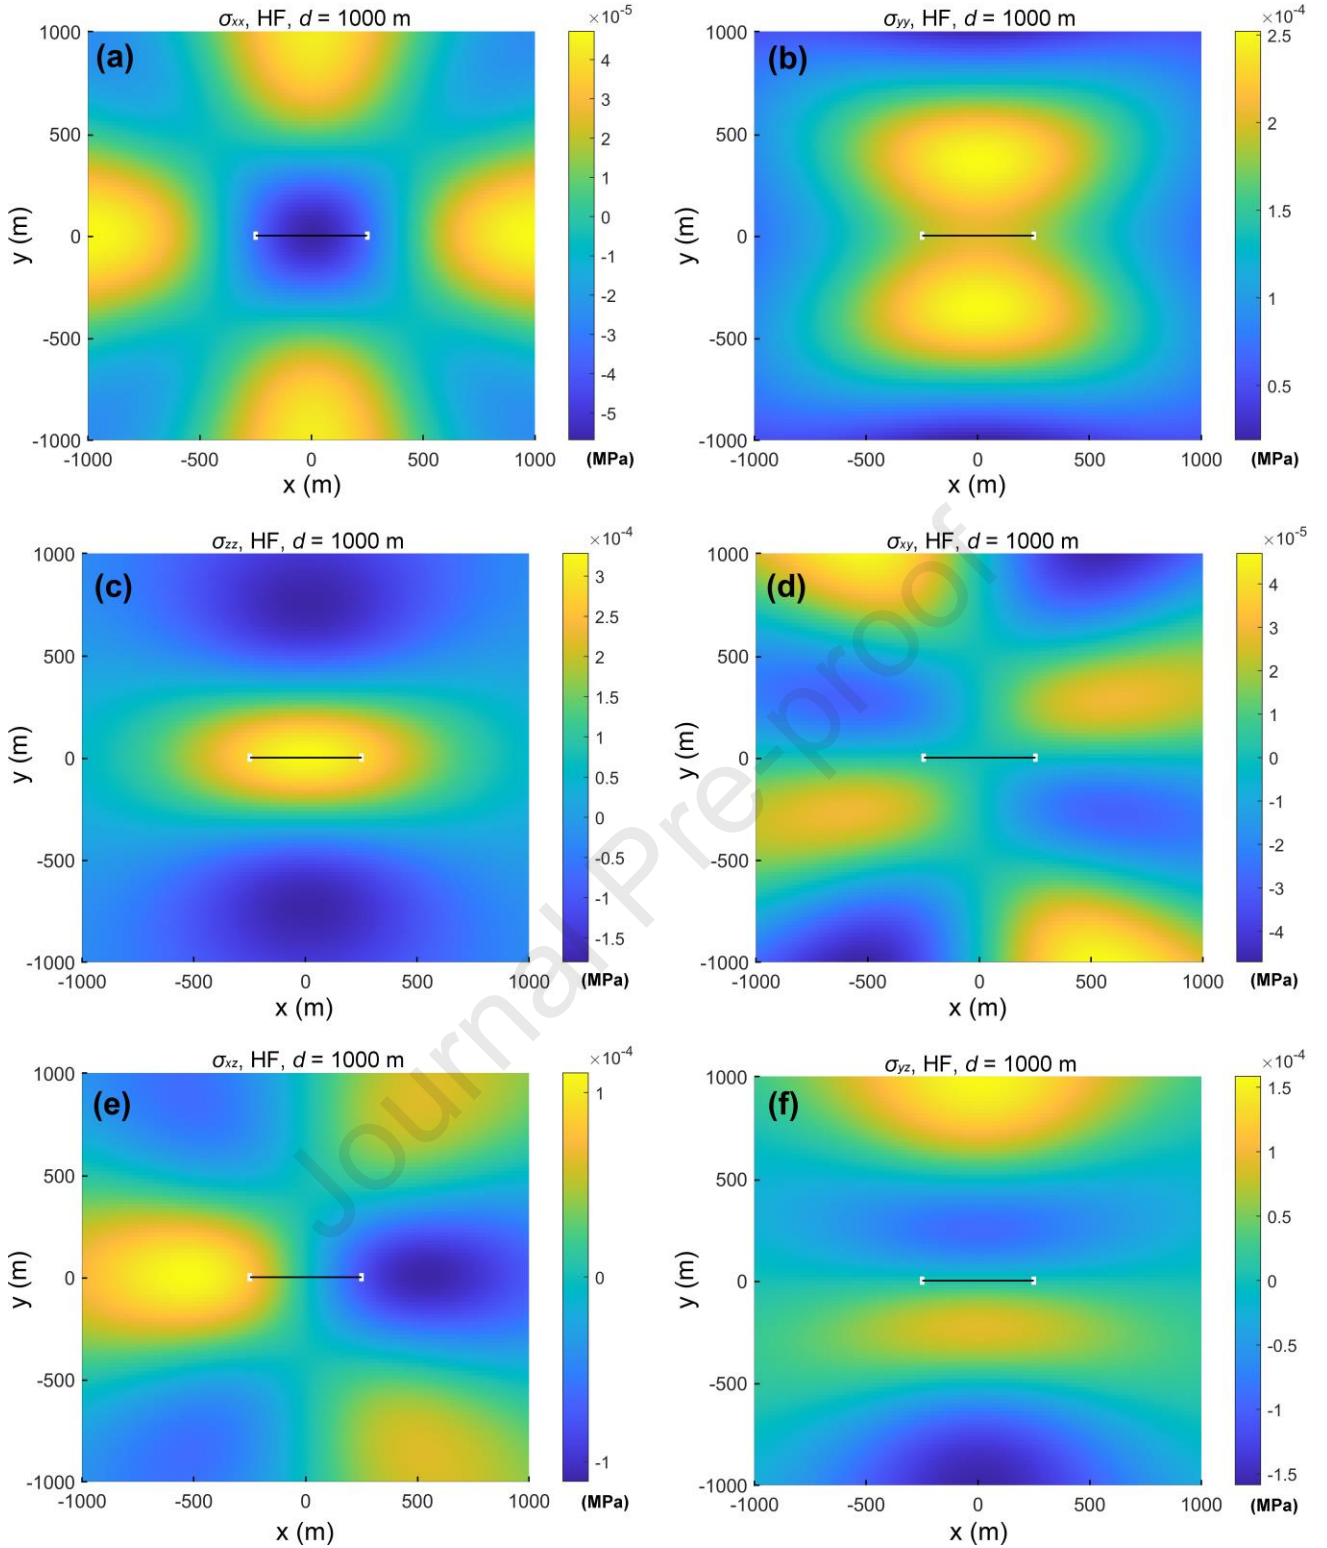 σxx, HF, d = 1000 m
×10-5
(a)
1000
500
0
-500
-1000
-1000 -500 0 500 1000
y (m)
x (m)
4
3
2
1
0
-1
-2
-3
-4
-5
(MPa)
σyy, HF, d = 1000 m
×10-4
(b)
1000
500
0
-500
-1000
-1000 -500 0 500 1000
y (m)
x (m)
2.5
2
1.5
1
0.5
(MPa)
σzz, HF, d = 1000 m
×10-4
(c)
1000
500
0
-500
-1000
-1000 -500 0 500 1000
y (m)
x (m)
3
2.5
2
1.5
1
0.5
0
-0.5
-1
-1.5
(MPa)
σxy, HF, d = 1000 m
×10-5
(d)
1000
500
0
-500
-1000
-1000 -500 0 500 1000
y (m)
x (m)
4
3
2
1
0
-1
-2
-3
-4
(MPa)
σxz, HF, d = 1000 m
×10-4
(e)
1000
500
0
-500
-1000
-1000 -500 0 500 1000
y (m)
x (m)
1
0
-1
(MPa)
σyz, HF, d = 1000 m
×10-4
(f)
1000
500
0
-500
-1000
-1000 -500 0 500 1000
y (m)
x (m)
1.5
1
0.5
0
-0.5
-1
-1.5
(MPa)
Journal Pre-proof